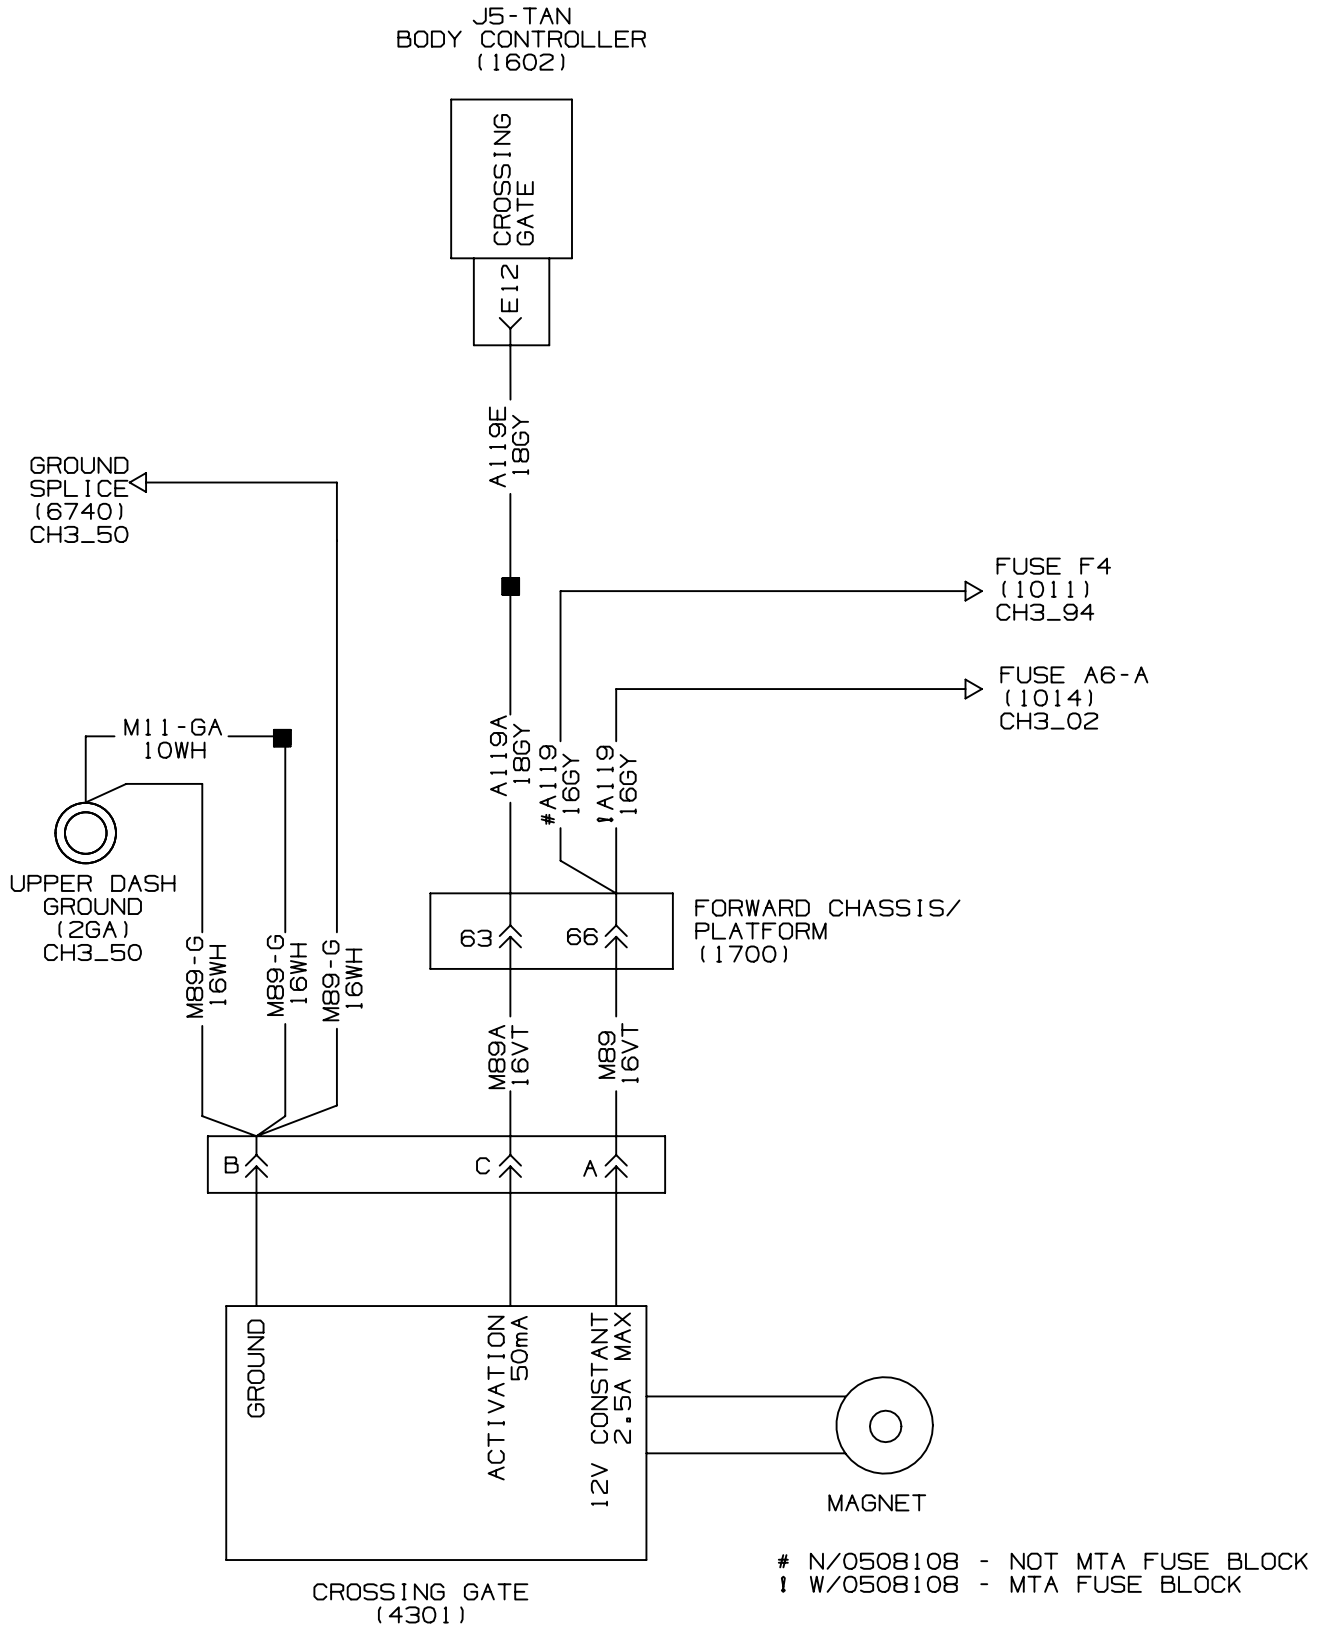 J5-TAN
BODY CONTROLLER
(1602)
CROSSING
GATE
E12
A119E
18GY
GROUND
SPLICE
(6740)
CH3_50
FUSE F4
(1011)
CH3_94
FUSE A6-A
(1014)
CH3_02
M11-GA
10WH
A119A
18GY
#A119
16GY
!A119
16GY
UPPER DASH
GROUND
(2GA)
CH3_50
M89-G
16WH
M89-G
16WH
M89-G
16WH
63
66
FORWARD CHASSIS/
PLATFORM
(1700)
M89A
16VT
M89
16VT
B
C
A
GROUND
ACTIVATION
50mA
12V CONSTANT
2.5A MAX
MAGNET
CROSSING GATE
(4301)
# N/0508108 - NOT MTA FUSE BLOCK
! W/0508108 - MTA FUSE BLOCK